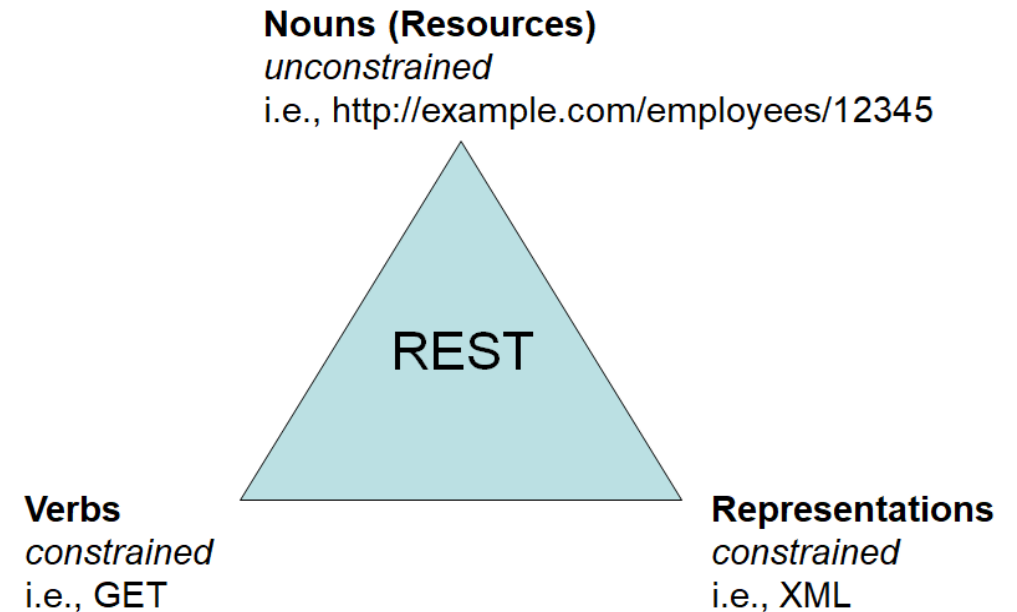 Nouns (Resources)
unconstrained
i.e., http://example.com/employees/12345
REST
Verbs
constrained
i.e., GET
Representations
constrained
i.e., XML